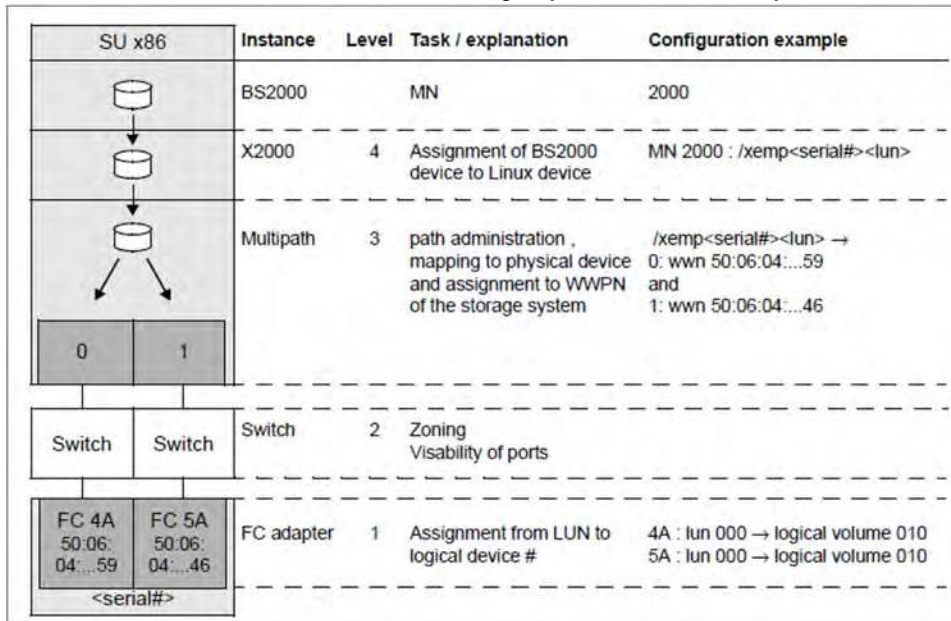 SU x86 Instance Level Task / explanation Configuration example
BS2000 MN 2000
X2000 4 Assignment of BS2000 MN 2000 : /xemp<serial#><lun>
device to Linux device
Multipath 3 path administration , /xemp<serial#><lun> →
mapping to physical device 0: wwn 50:06:04:...59
and assignment to WWPN and
of the storage system 1: wwn 50:06:04:...46
0 1
Switch Switch Switch 2 Zoning
Visability of ports
FC 4A FC 5A
50:06: 50:06:
04:...59 04:...46
FC adapter 1 Assignment from LUN to 4A : lun 000 → logical volume 010
logical device # 5A : lun 000 → logical volume 010
<serial#>